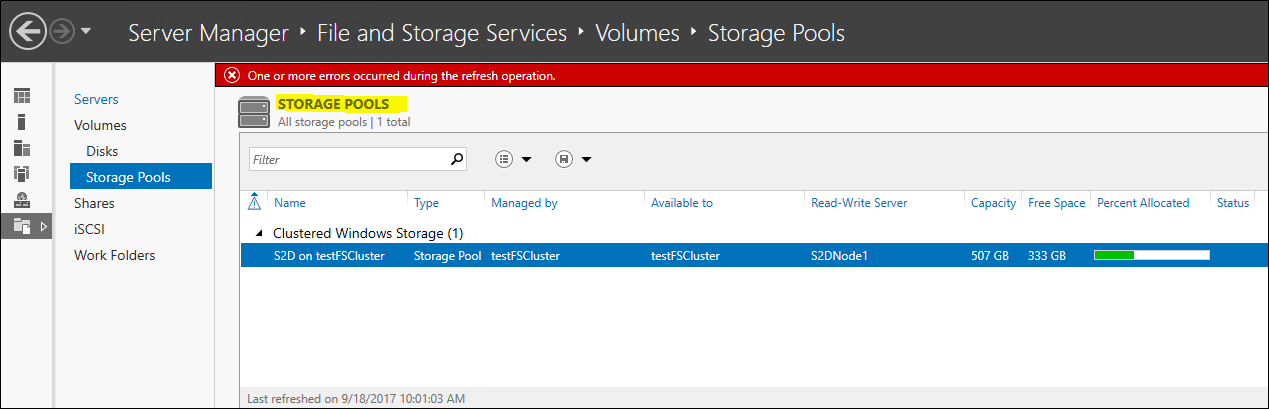 Server Manager ‣ File and Storage Services ‣ Volumes ‣ Storage Pools
One or more errors occurred during the refresh operation.
Servers
Volumes
Disks
Storage Pools
Shares
iSCSI
Work Folders
STORAGE POOLS
All storage pools | 1 total
Filter
Name Type Managed by Available to Read-Write Server Capacity Free Space Percent Allocated Status
Clustered Windows Storage (1)
S2D on testFSCluster Storage Pool testFSCluster testFSCluster S2DNode1 507 GB 333 GB
Last refreshed on 9/18/2017 10:01:03 AM